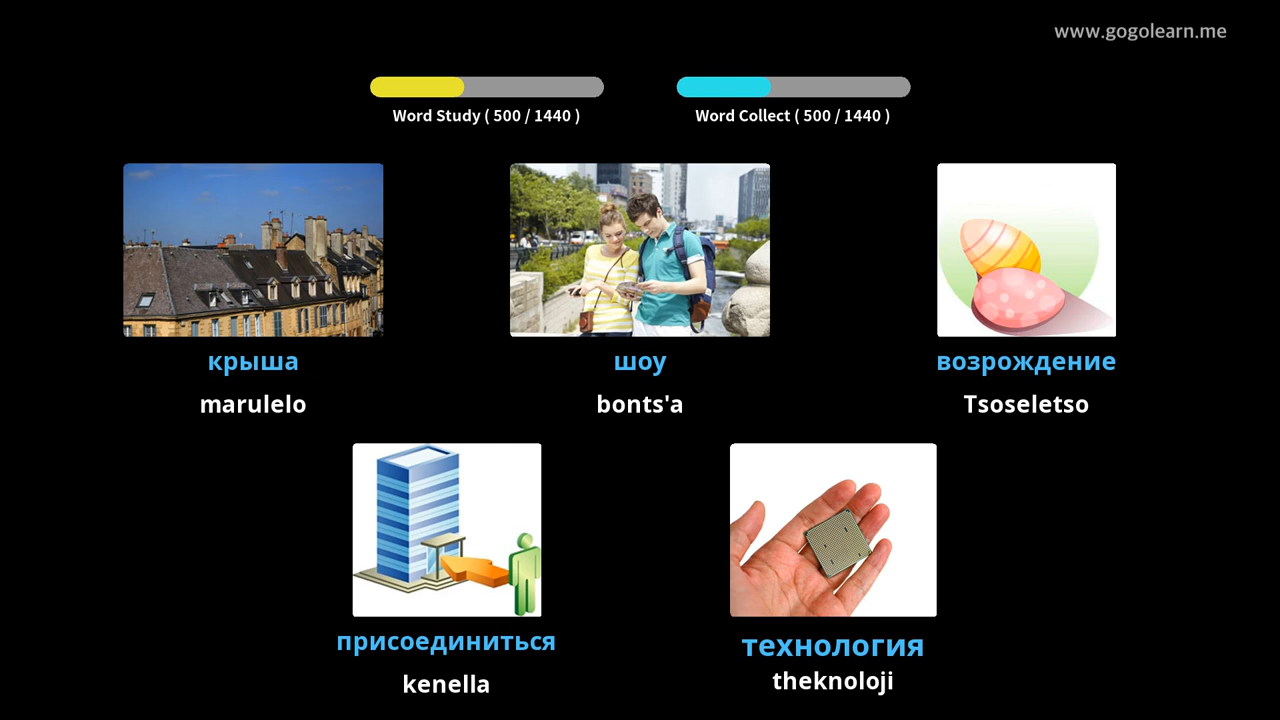 www.gogolearn.me
Word Study ( 500 / 1440 )
Word Collect ( 500 / 1440 )
крыша
marulelo
шоу
bonts'a
возрождение
Tsoseletso
присоединиться
kenella
технология
theknoloji